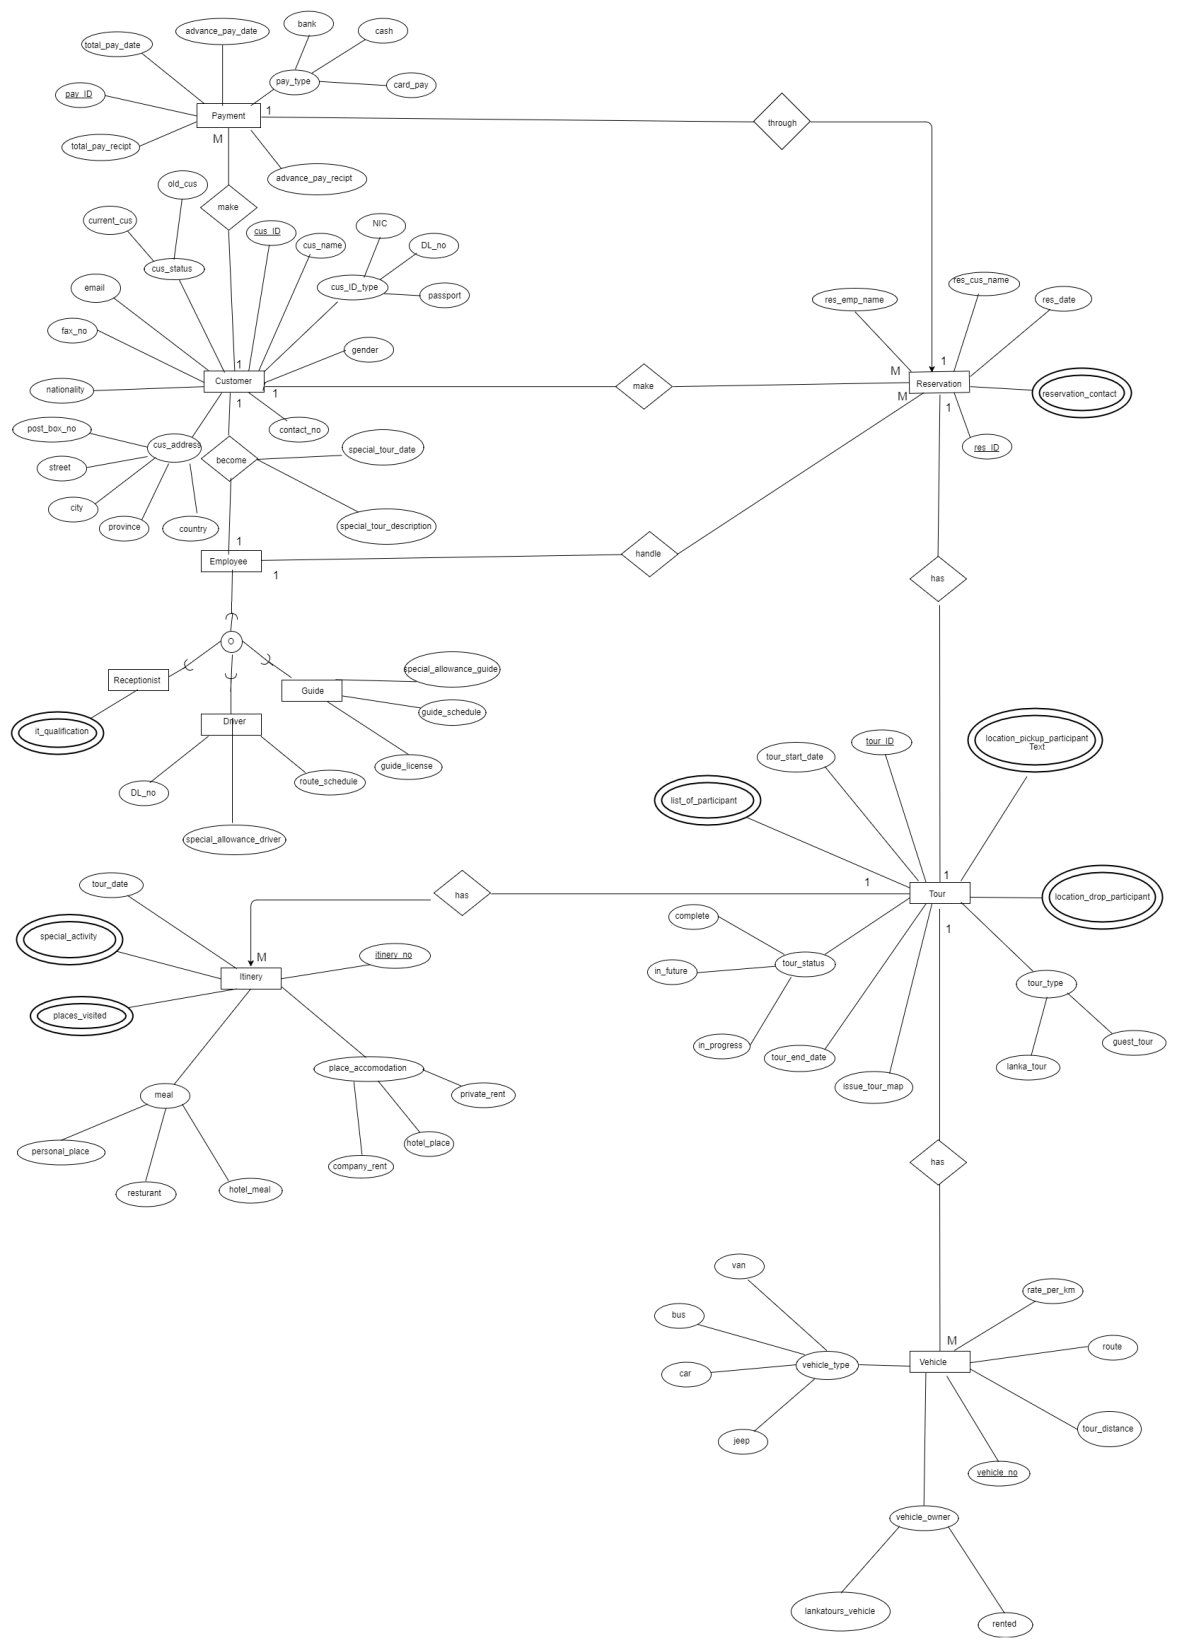 bank
advance_pay_date
cash
total_pay_date
pay_type
card_pay
pay_ID
Payment
1
through
M
total_pay_recipt
advance_pay_recipt
old_cus
make
current_cus
cus_ID
NIC
cus_name
DL_no
cus_status
cus_ID_type
passport
email
res_emp_name
res_cus_name
res_date
fax_no
gender
1
1
Customer
1
make
M
Reservation
nationality
M
reservation_contact
1
1
post_box_no
contact_no
cus_address
special_tour_date
res_ID
become
street
city
province
country
special_tour_description
1
Employee
1
handle
has
O
Receptionist
Guide
special_allowance_guide
guide_schedule
it_qualification
Driver
guide_license
route_schedule
DL_no
special_allowance_driver
tour_ID
location_pickup_participant
Text
tour_start_date
list_of_participant
tour_date
has
1
1
Tour
location_drop_participant
special_activity
complete
1
M
itinery_no
Itinery
tour_status
in_future
tour_type
places_visited
in_progress
tour_end_date
guest_tour
place_accomodation
lanka_tour
issue_tour_map
meal
private_rent
personal_place
hotel_place
company_rent
has
resturant
hotel_meal
van
rate_per_km
bus
M
route
vehicle_type
Vehicle
car
tour_distance
jeep
vehicle_no
vehicle_owner
lankatours_vehicle
rented